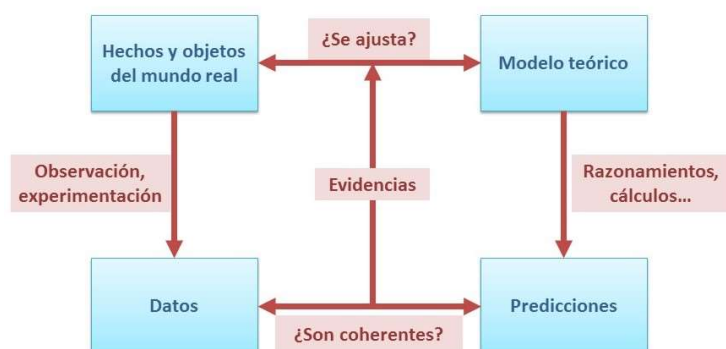 Hechos y objetos
del mundo real
¿Se ajusta?
Modelo teórico
Observación,
experimentación
Evidencias
Razonamientos,
cálculos...
Datos
¿Son coherentes?
Predicciones